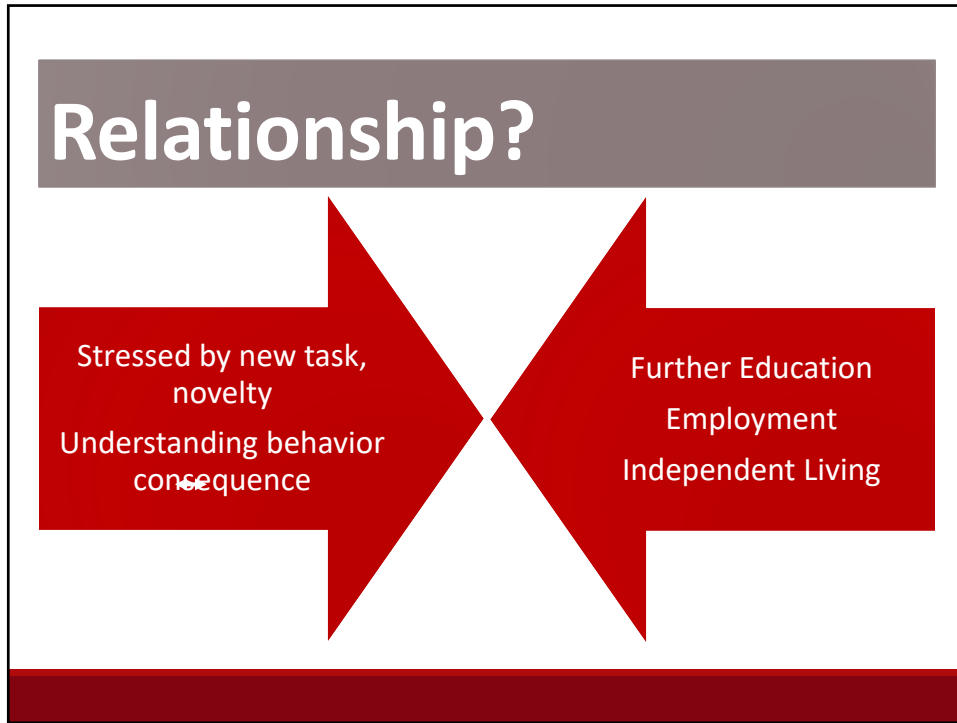 Relationship?
Stressed by new task,
novelty
Understanding behavior
consequence
Further Education
Employment
Independent Living